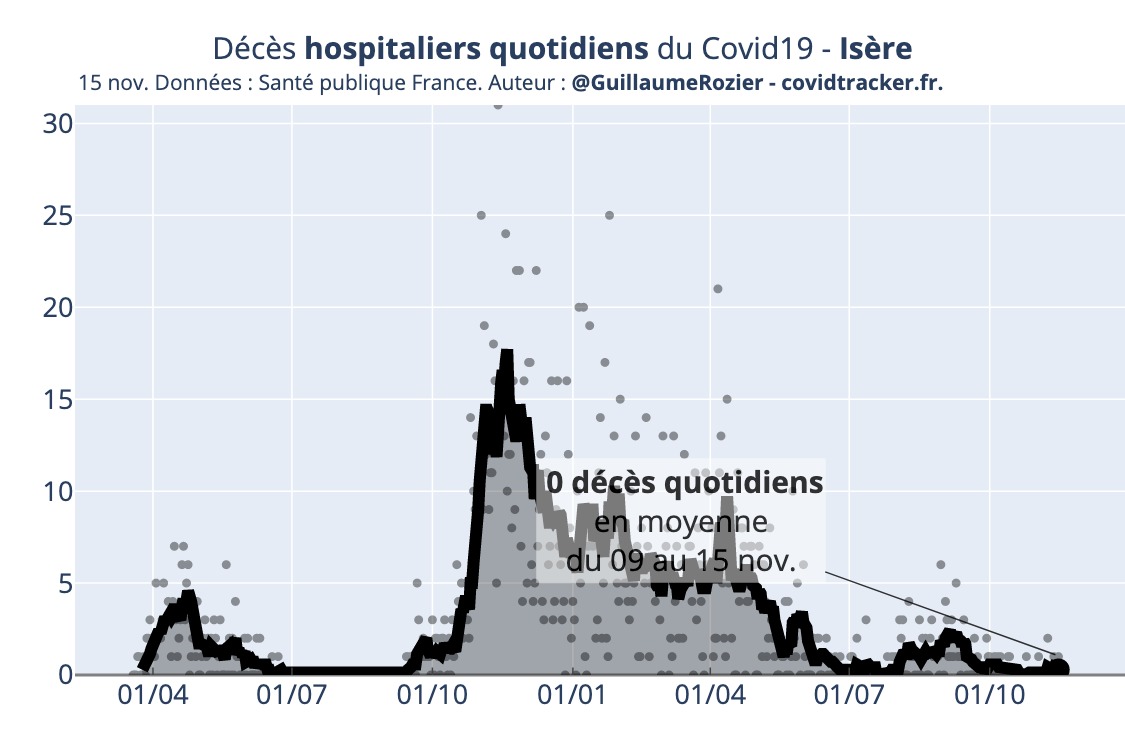 Décès hospitaliers quotidiens du Covid19 - Isère
15 nov. Données : Santé publique France. Auteur : @GuillaumeRozier - covidtracker.fr.
30
25
20
15
10
5
0
0 décès quotidiens
en moyenne
du 09 au 15 nov.
01/04 01/07 01/10 01/01 01/04 01/07 01/10